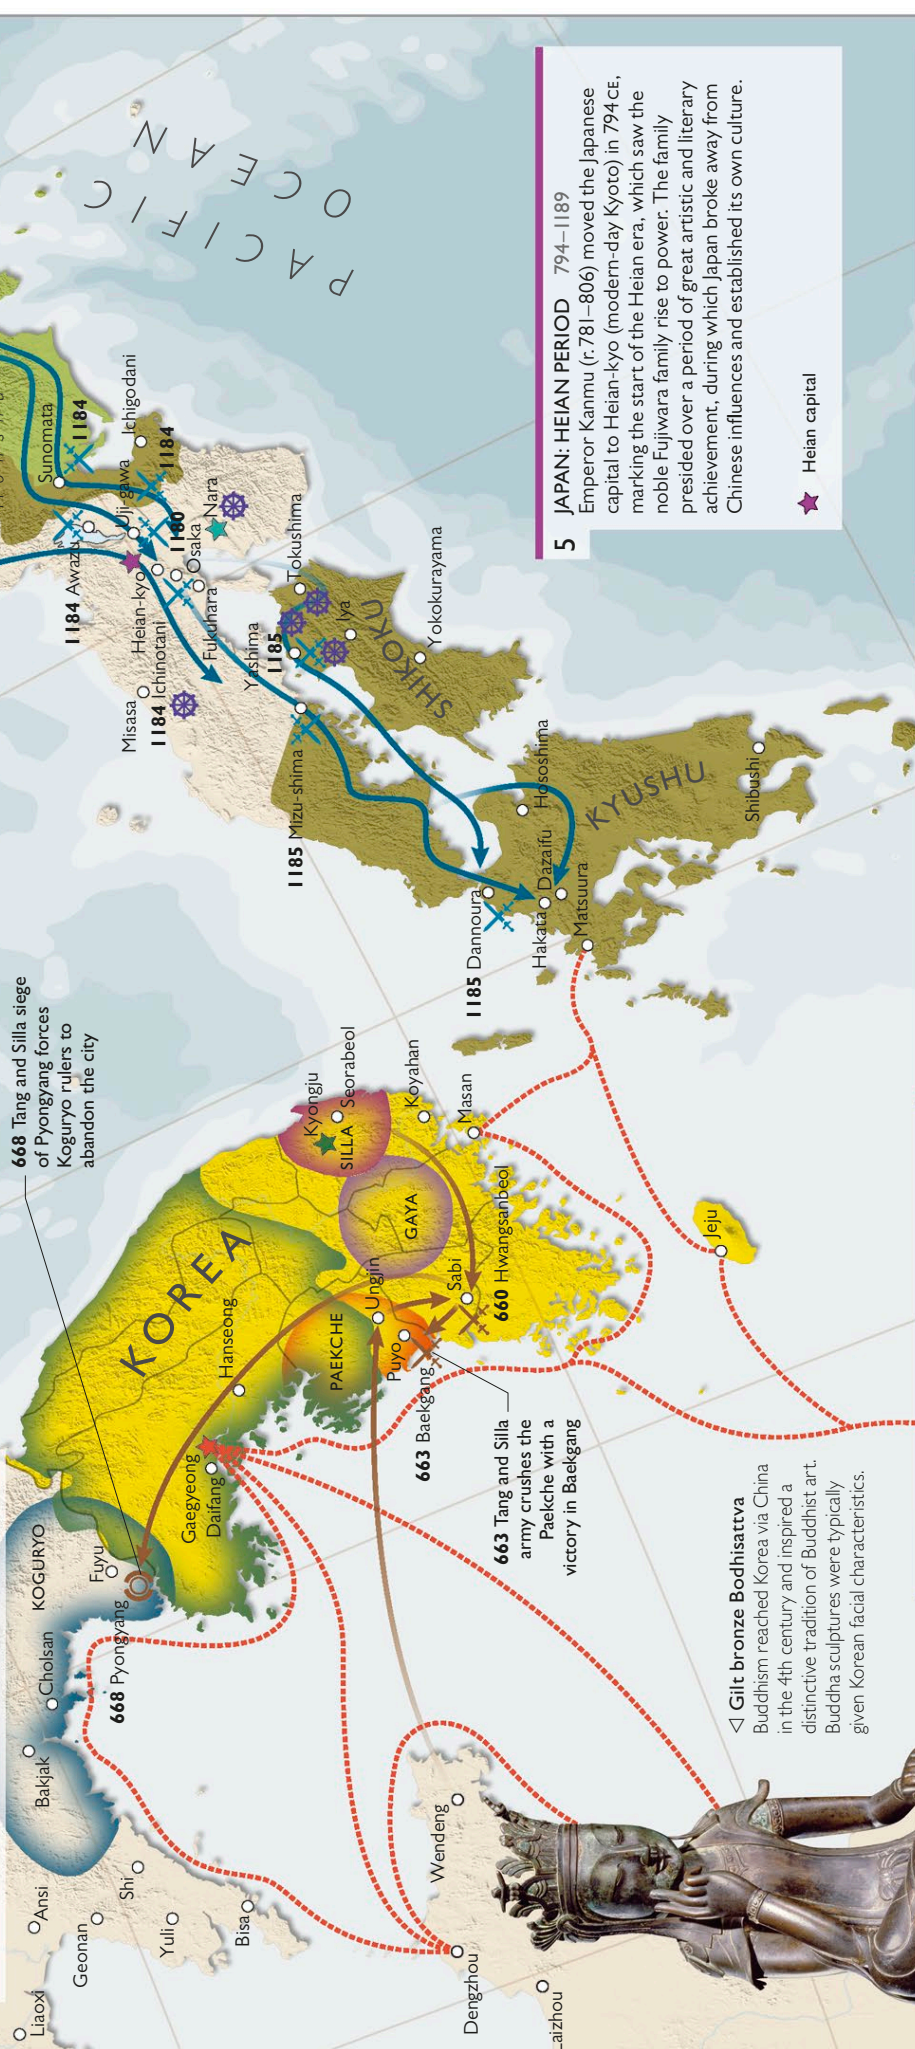 PACIFIC
OCEAN
Sunomata
1184
Ichigodani
1184
Uji-gawa
1180
Nara
Osaka
1184 Awazu
Heian-kyo
Fukuhara
Misasa
1184 Ichinotani
Tokushima
Yashima
1185
Iya
SHIKOKU
Yokokurayama
1185 Mizu-shima
Hososhima
KYUSHU
Shibushi
1185 Dannoura
Hakata
Dazaifu
Matsuura
5 JAPAN: HEIAN PERIOD 794–1189
Emperor Kanmu (r. 781–806) moved the Japanese
capital to Heian-kyo (modern-day Kyoto) in 794 CE,
marking the start of the Heian era, which saw the
noble Fujiwara family rise to power. The family
presided over a period of great artistic and literary
achievement, during which Japan broke away from
Chinese influences and established its own culture.
Heian capital
668 Tang and Silla siege
of Pyongyang forces
Koguryo rulers to
abandon the city
KOREA
Kyongju
Seorabeol
SILLA
Koyahan
Masan
GAYA
Hanseong
PAEKCHE
Ungjin
Puyo
Sabi
660 Hwangsanbeol
663 Baekgang
663 Tang and Silla
army crushes the
Paekche with a
victory in Baekgang
Jeju
Gaegyeong
Daifang
KOGURYO
Fuyu
668 Pyongyang
Cholsan
Bakjak
Ansi
Liaoxi
Geonan
Shi
Yuli
Bisa
Wendeng
Dengzhou
Laizhou
◁ Gilt bronze Bodhisattva
Buddhism reached Korea via China
in the 4th century and inspired a
distinctive tradition of Buddhist art.
Buddha sculptures were typically
given Korean facial characteristics.